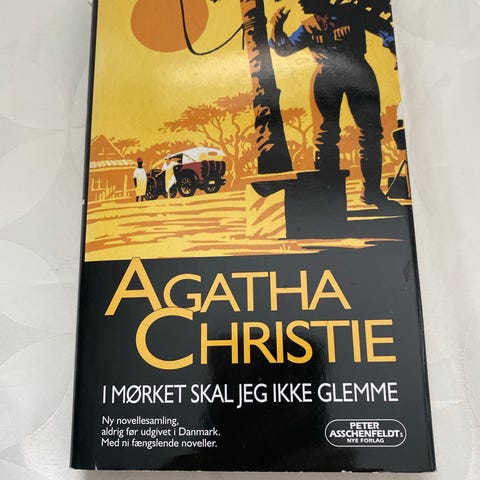 AGATHA
CHRISTIE
I MØRKET SKAL JEG IKKE GLEMME
Ny novellesamling,
aldrig før udgivet i Danmark.
Med ni fængslende noveller.
PETER
ASSCHENFELDTs
NYE FORLAG